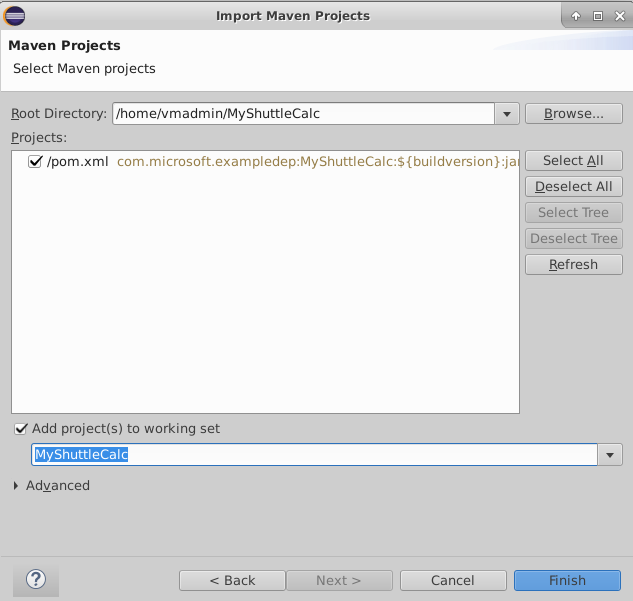 Import Maven Projects
Maven Projects
Select Maven projects
Root Directory: /home/vmadmin/MyShuttleCalc Browse...
Projects:
/pom.xml com.microsoft.exampledep:MyShuttleCalc:${buildversion}:ja
Select All
Deselect All
Select Tree
Deselect Tree
Refresh
Add project(s) to working set
MyShuttleCalc
Advanced
? < Back Next > Cancel Finish